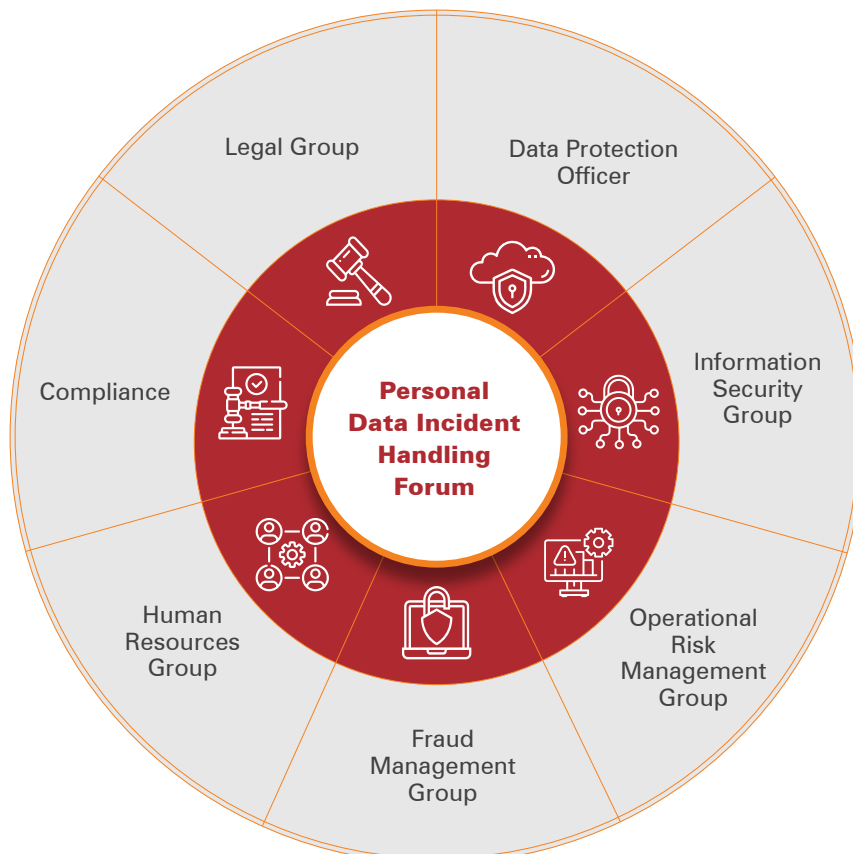 Legal Group
Data Protection
Officer
Information
Security
Group
Operational
Risk
Management
Group
Fraud
Management
Group
Human
Resources
Group
Compliance
Personal
Data Incident
Handling
Forum